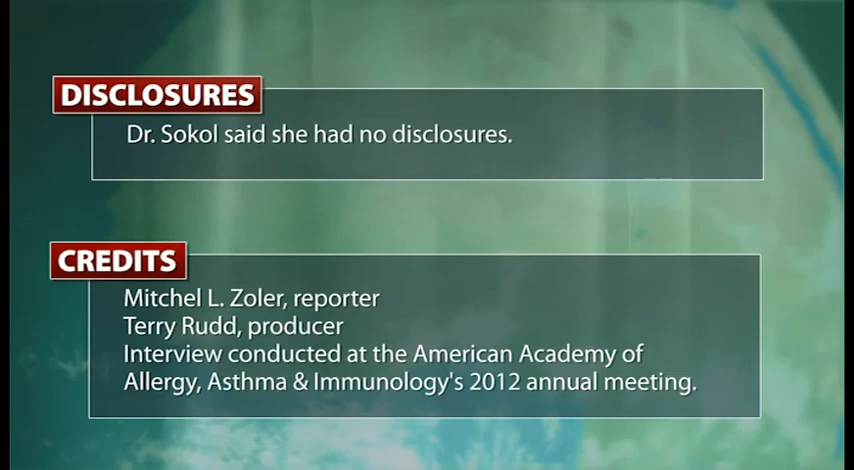 DISCLOSURES
Dr. Sokol said she had no disclosures.
CREDITS
Mitchel L. Zoler, reporter
Terry Rudd, producer
Interview conducted at the American Academy of
Allergy, Asthma & Immunology's 2012 annual meeting.